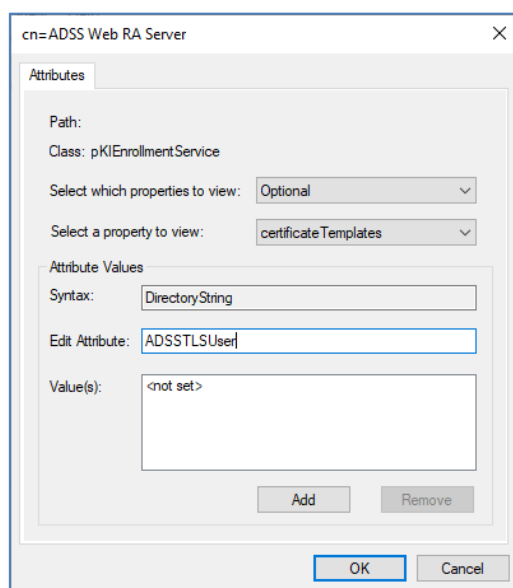 cn=ADSS Web RA Server
Attributes
Path:
Class: pKIEnrollmentService
Select which properties to view: Optional
Select a property to view: certificateTemplates
Attribute Values
Syntax: DirectoryString
Edit Attribute: ADSSTLSUser
Value(s): <not set>
Add Remove
OK Cancel